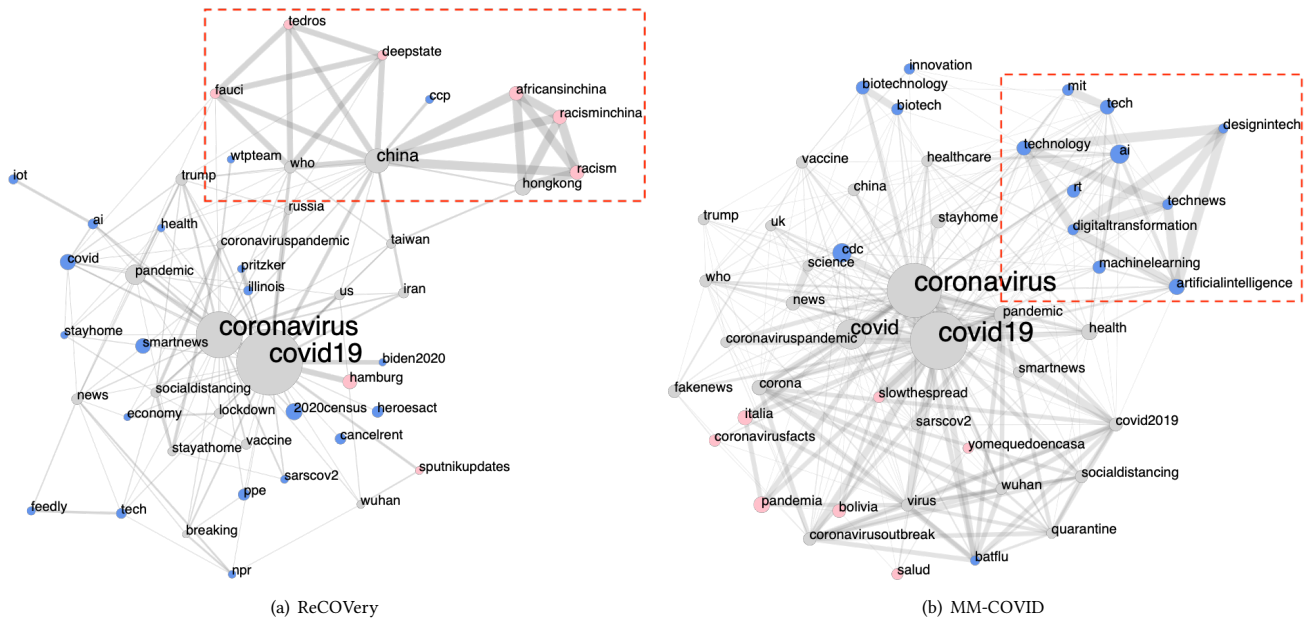 tedros
deepstate
fauci
ccp
africansinchina
racisminchina
wtpteam
who
china
racism
iot
trump
hongkong
russia
ai
health
coronaviruspandemic
taiwan
covid
pandemic
pritzker
illinois
us
iran
coronavirus
stayhome
smartnews
covid19
biden2020
hamburg
news
socialdistancing
economy
lockdown
2020census
heroesact
stayathome
vaccine
cancelrent
sputnikupdates
sarscov2
ppe
wuhan
feedly
tech
breaking
npr
(a) ReCOVery
innovation
biotechnology
mit
biotech
tech
designintech
technology
vaccine
healthcare
ai
china
rt
technews
trump
uk
stayhome
digitaltransformation
cdc
science
machinelearning
who
coronavirus
artificialintelligence
news
pandemic
covid
covid19
health
coronaviruspandemic
smartnews
fakenews
corona
slowthespread
italia
sarscov2
covid2019
coronavirusfacts
yomequedoencasa
socialdistancing
wuhan
pandemia
bolivia
virus
coronavirusoutbreak
quarantine
batflu
salud
(b) MM-COVID